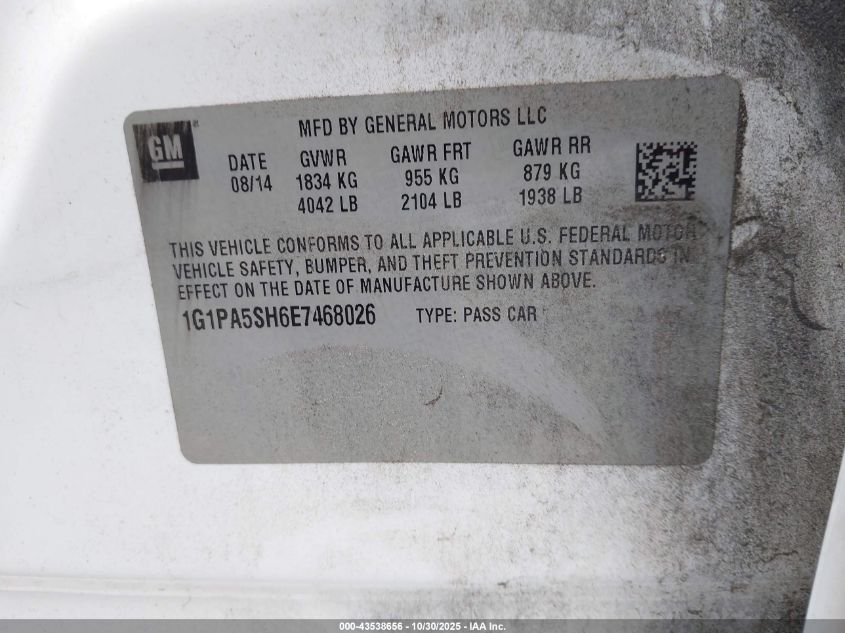 GM
MFD BY GENERAL MOTORS LLC
DATE GVWR GAWR FRT GAWR RR
08/14 1834 KG 955 KG 879 KG
4042 LB 2104 LB 1938 LB
THIS VEHICLE CONFORMS TO ALL APPLICABLE U.S. FEDERAL MOTOR
VEHICLE SAFETY, BUMPER, AND THEFT PREVENTION STANDARDS IN
EFFECT ON THE DATE OF MANUFACTURE SHOWN ABOVE.
1G1PA5SH6E7468026 TYPE: PASS CAR
000-43538656 - 10/30/2025 - IAA Inc.